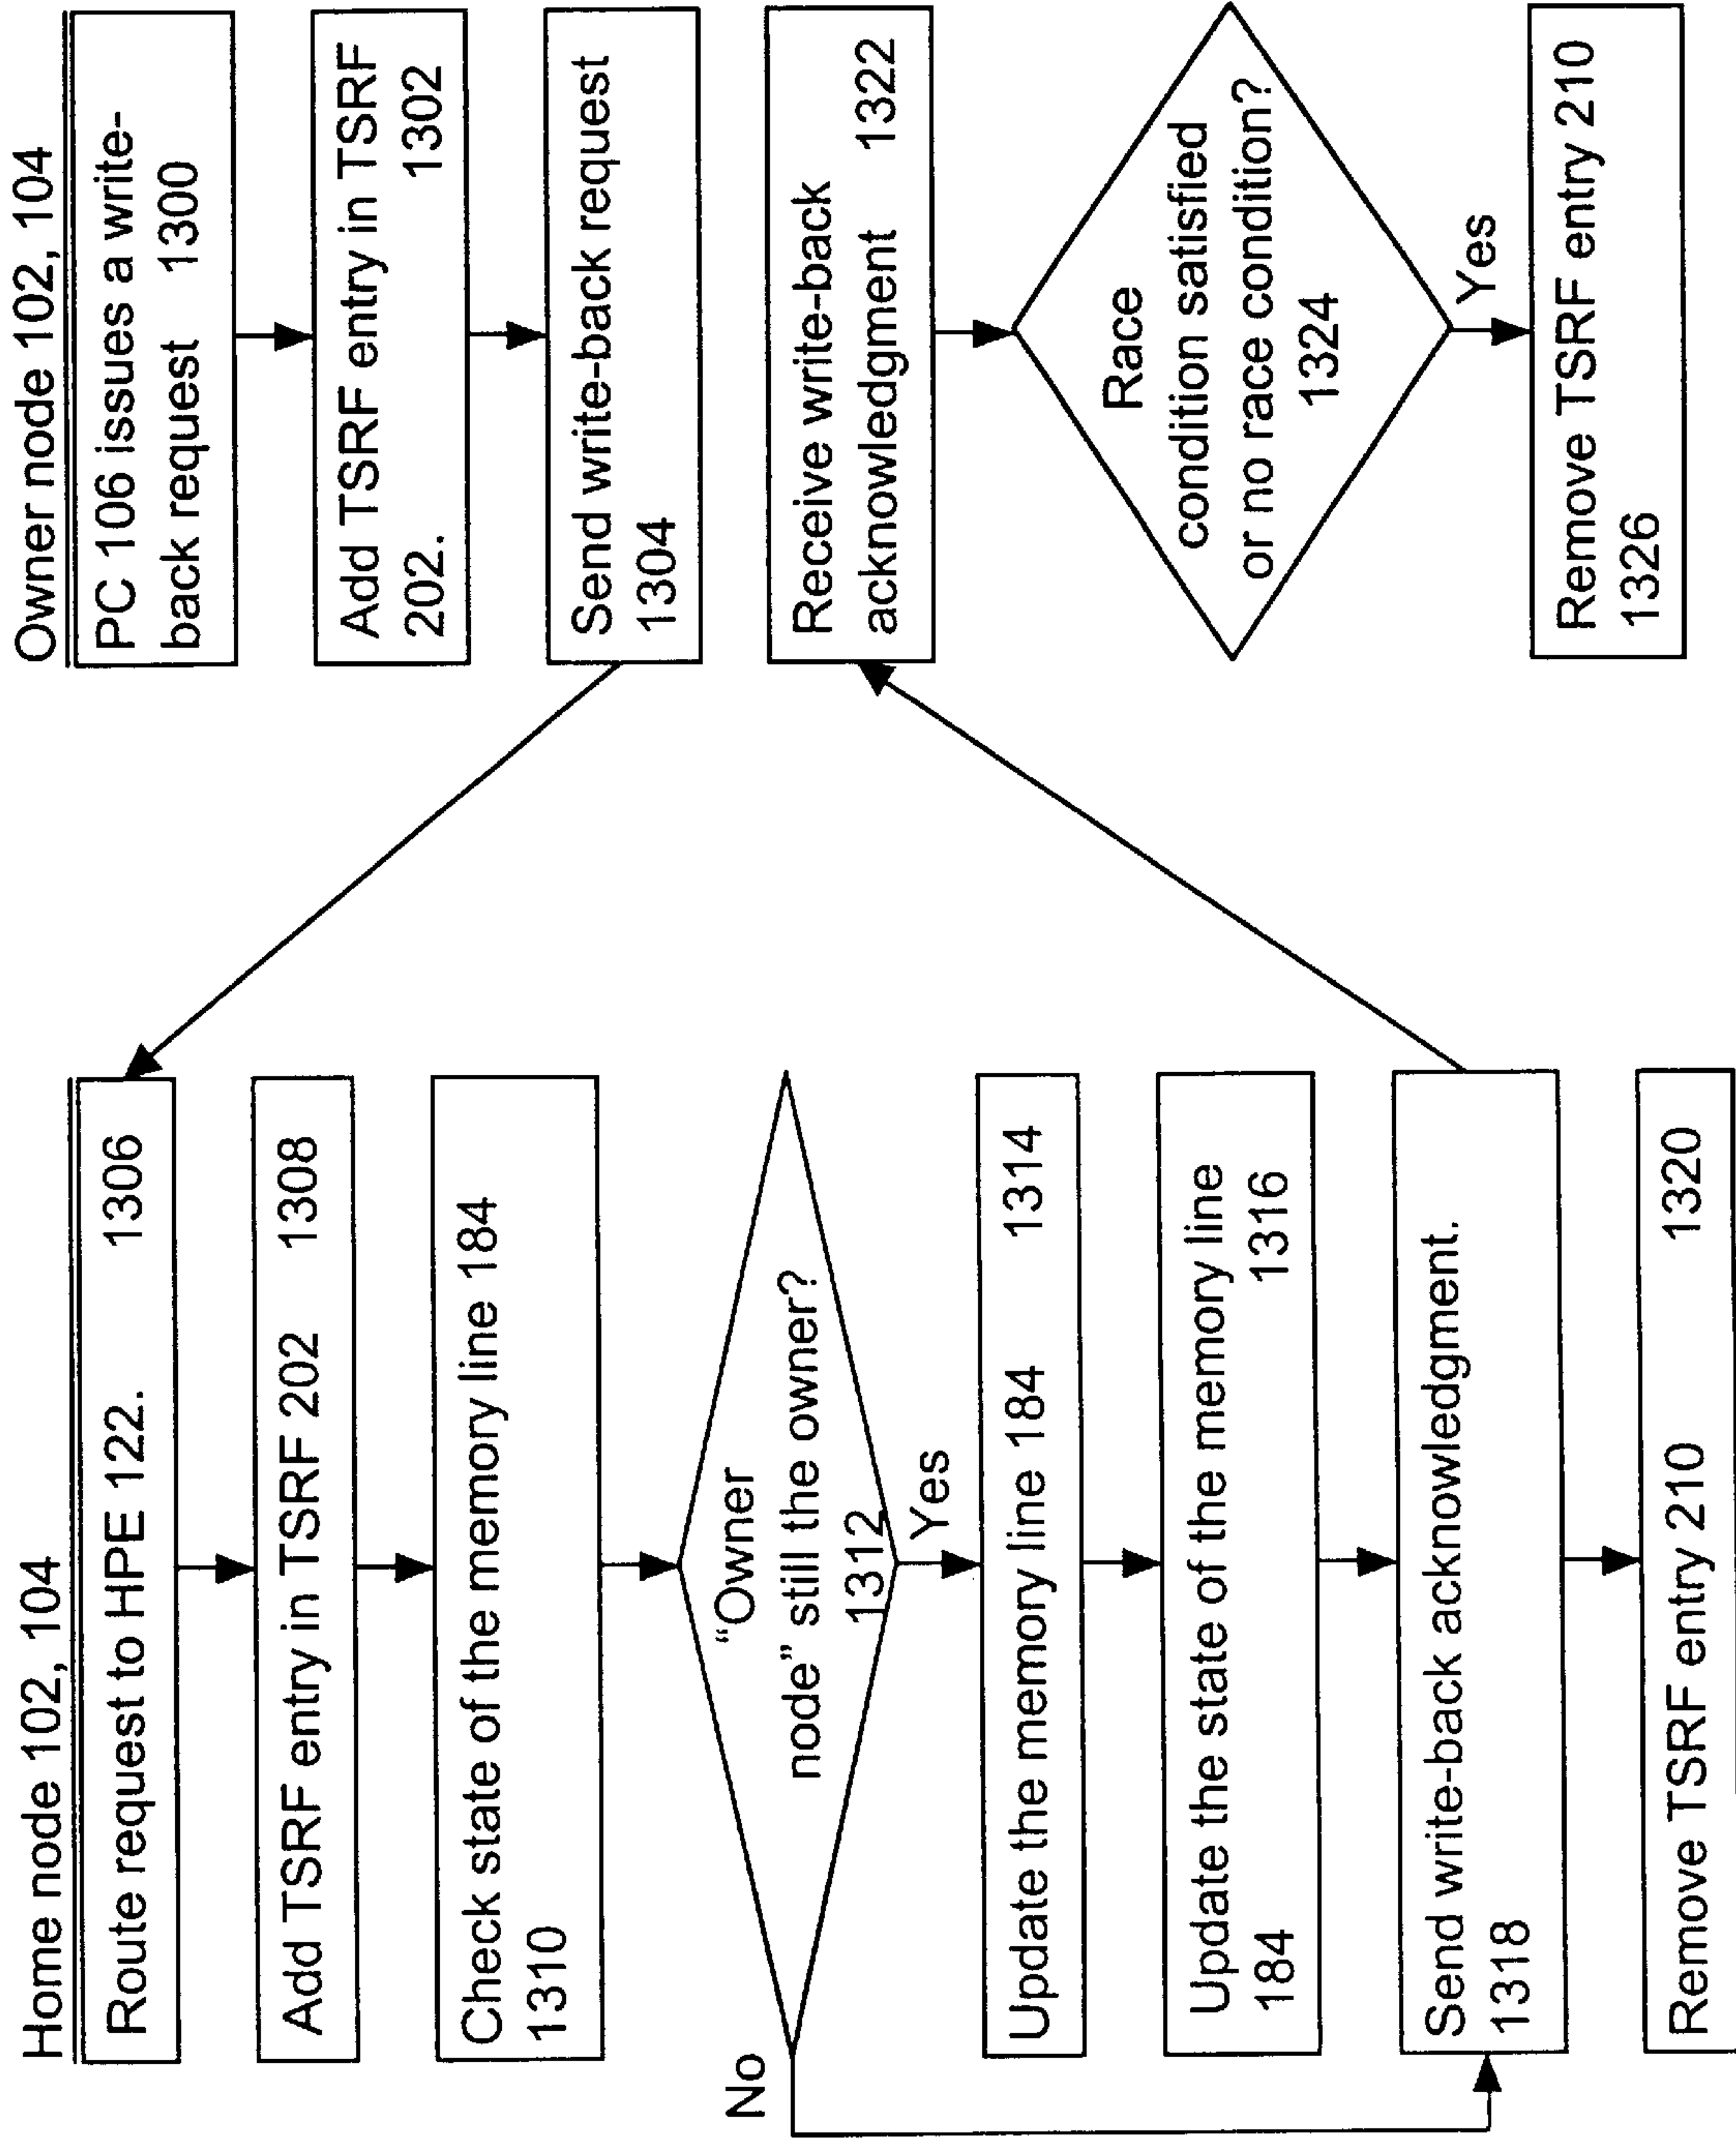 Home node 102, 104
Route request to HPE 122. 1306
Add TSRF entry in TSRF 202 1308
Check state of the memory line 184
1310
"Owner
node" still the owner?
1312
No
Yes
Update the memory line 184 1314
Update the state of the memory line
184 1316
Send write-back acknowledgment.
1318
Remove TSRF entry 210 1320
Owner node 102, 104
PC 106 issues a write-
back request 1300
Add TSRF entry in TSRF
202. 1302
Send write-back request
1304
Receive write-back
acknowledgment 1322
Race
condition satisfied
or no race condition?
1324
Yes
Remove TSRF entry 210
1326